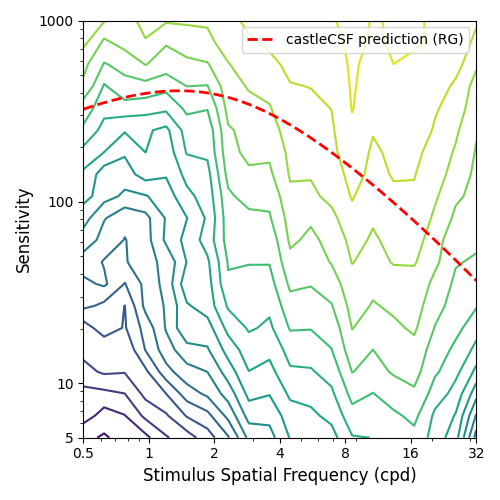 1000
castleCSF prediction (RG)
100
Sensitivity
10
5
0.5 1 2 4 8 16 32
Stimulus Spatial Frequency (cpd)